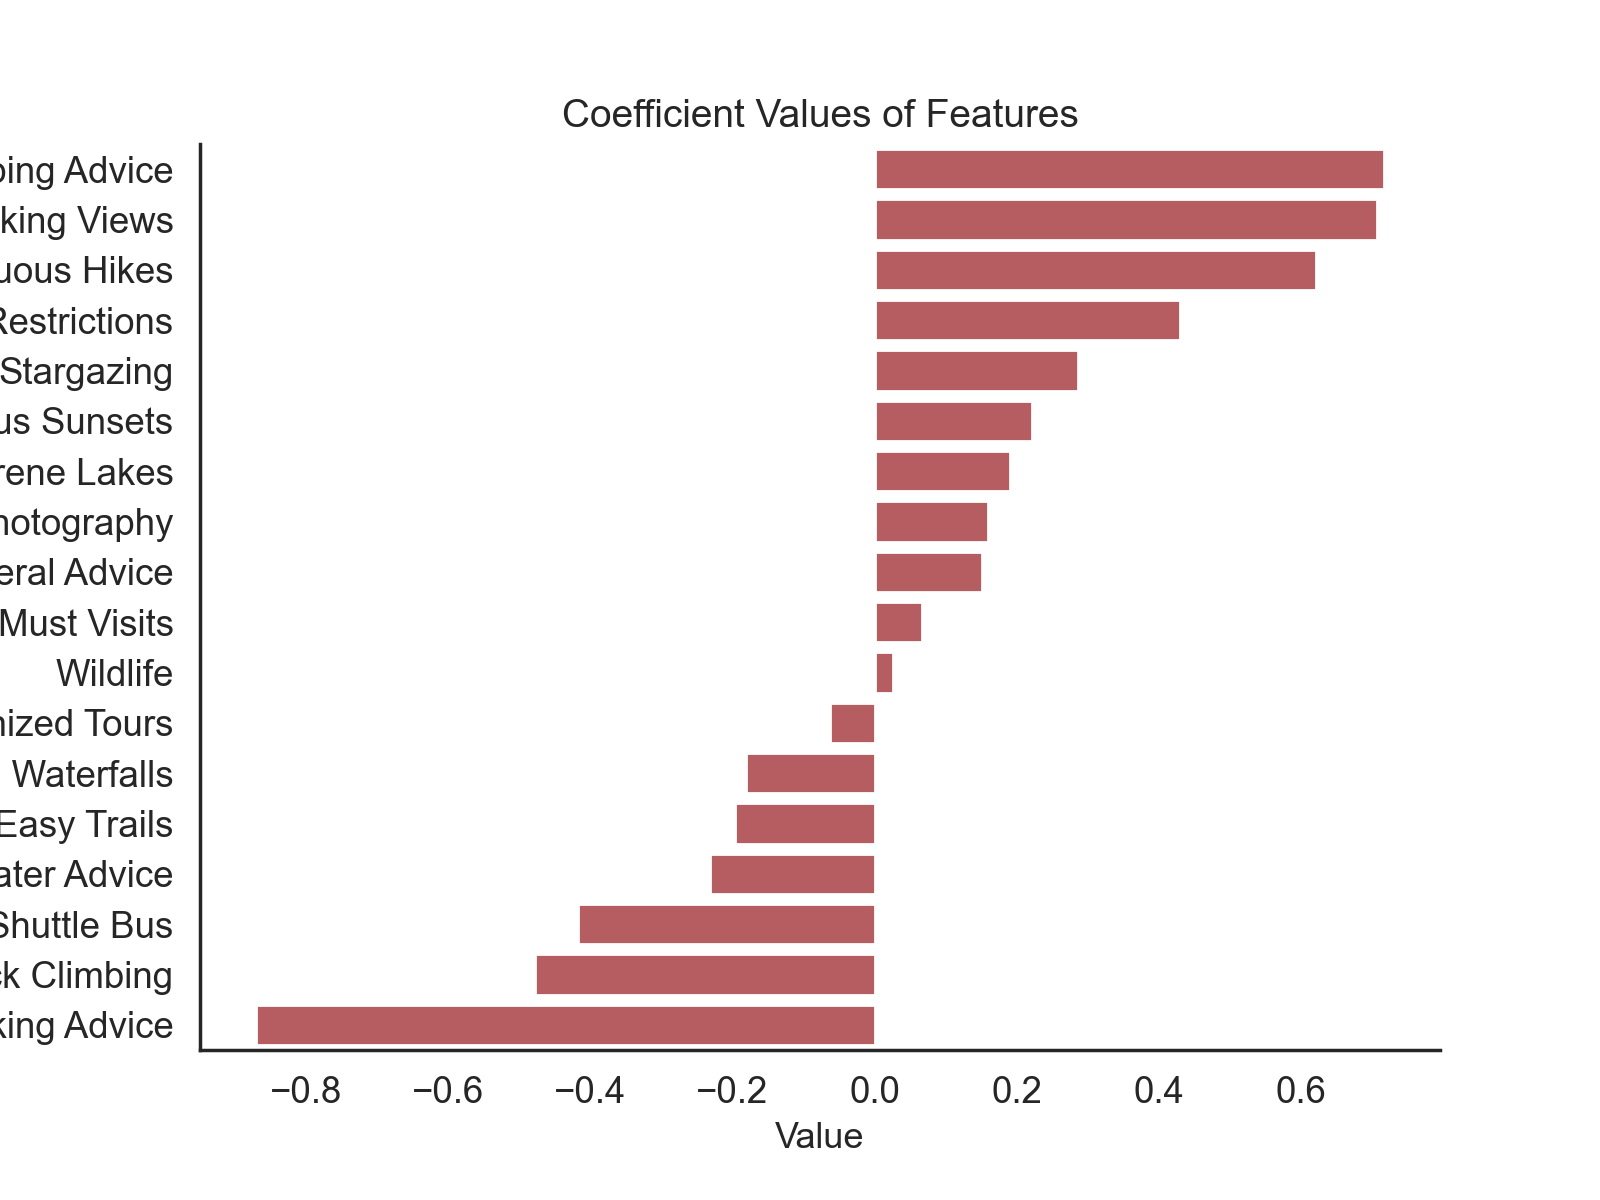 Coefficient Values of Features
ping Advice
king Views
uous Hikes
Restrictions
Stargazing
us Sunsets
rene Lakes
hotography
eral Advice
Must Visits
Wildlife
nized Tours
Waterfalls
Easy Trails
ater Advice
Shuttle Bus
ck Climbing
king Advice
−0.8 −0.6 −0.4 −0.2 0.0 0.2 0.4 0.6
Value